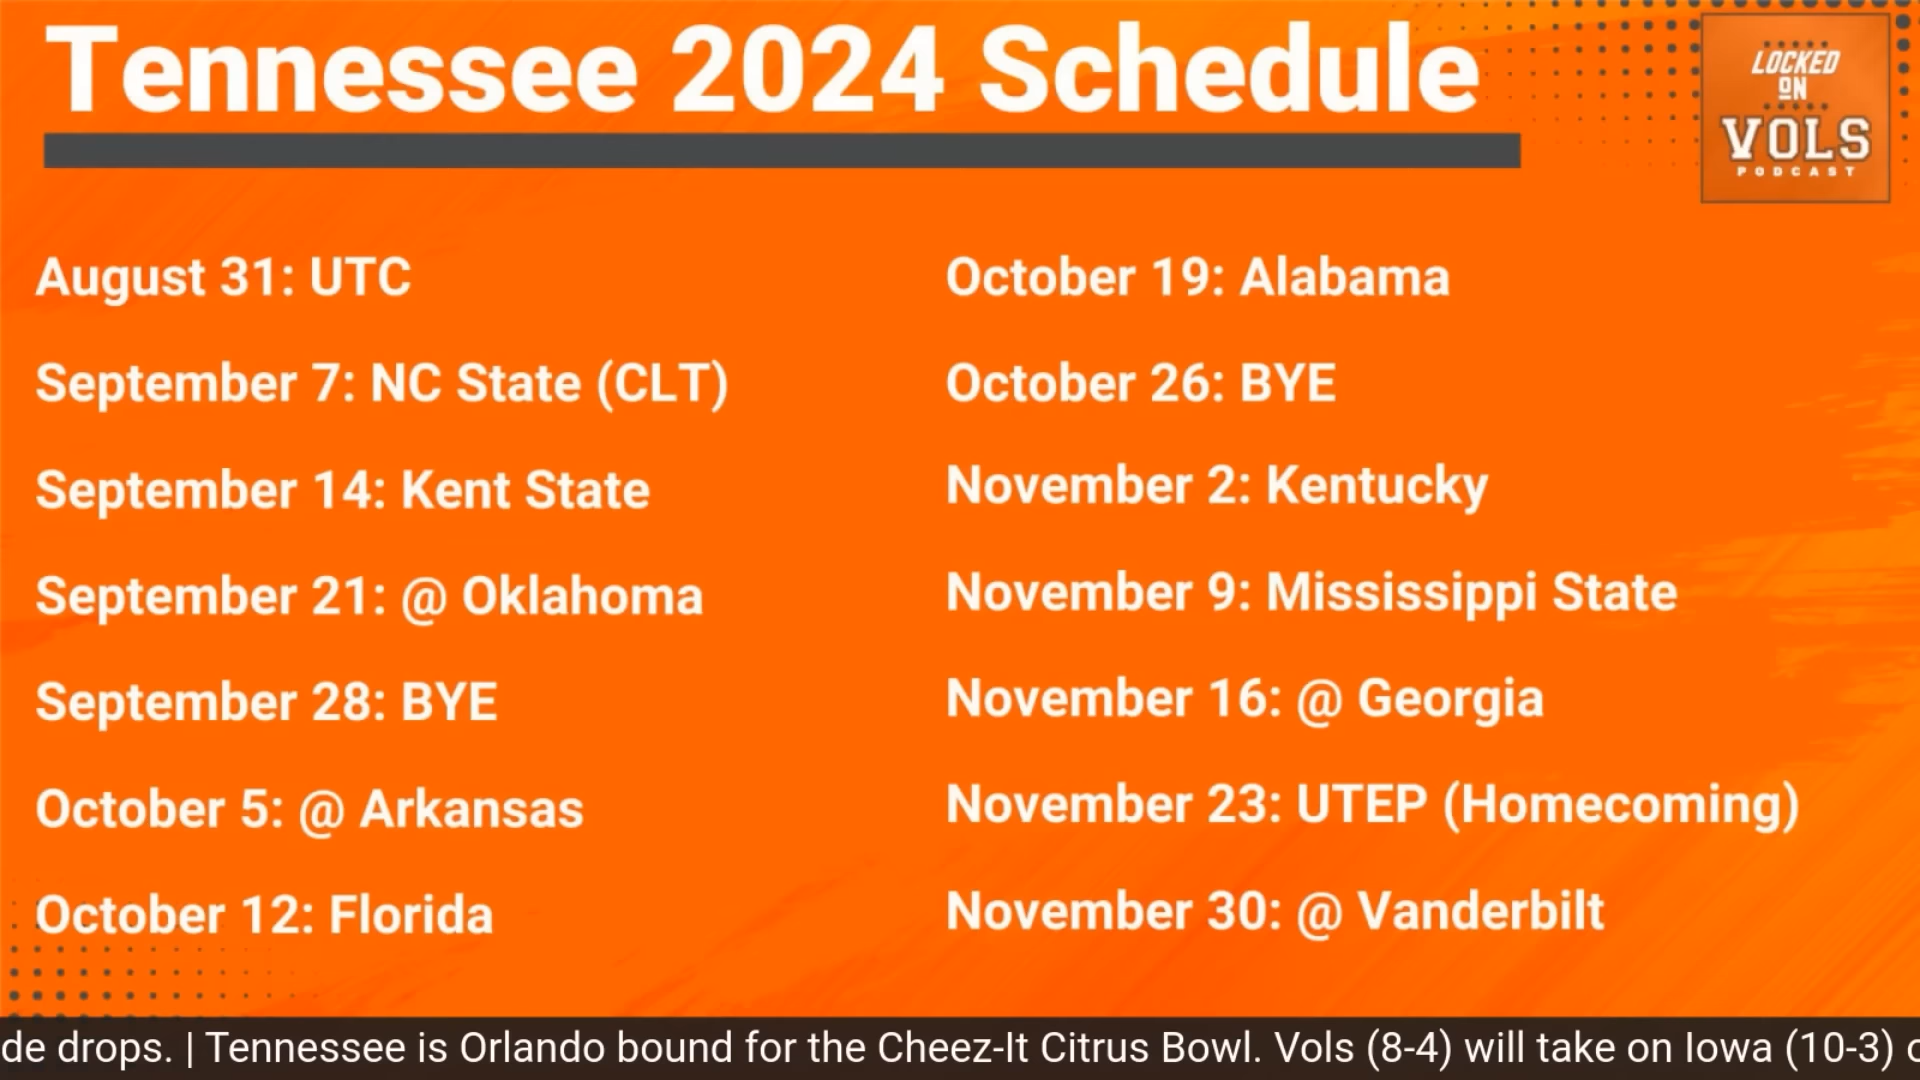 Tennessee 2024 Schedule
LOCKED
ON
VOLS
PODCAST
August 31: UTC
September 7: NC State (CLT)
September 14: Kent State
September 21: @ Oklahoma
September 28: BYE
October 5: @ Arkansas
October 12: Florida
October 19: Alabama
October 26: BYE
November 2: Kentucky
November 9: Mississippi State
November 16: @ Georgia
November 23: UTEP (Homecoming)
November 30: @ Vanderbilt
de drops. | Tennessee is Orlando bound for the Cheez-It Citrus Bowl. Vols (8-4) will take on Iowa (10-3)